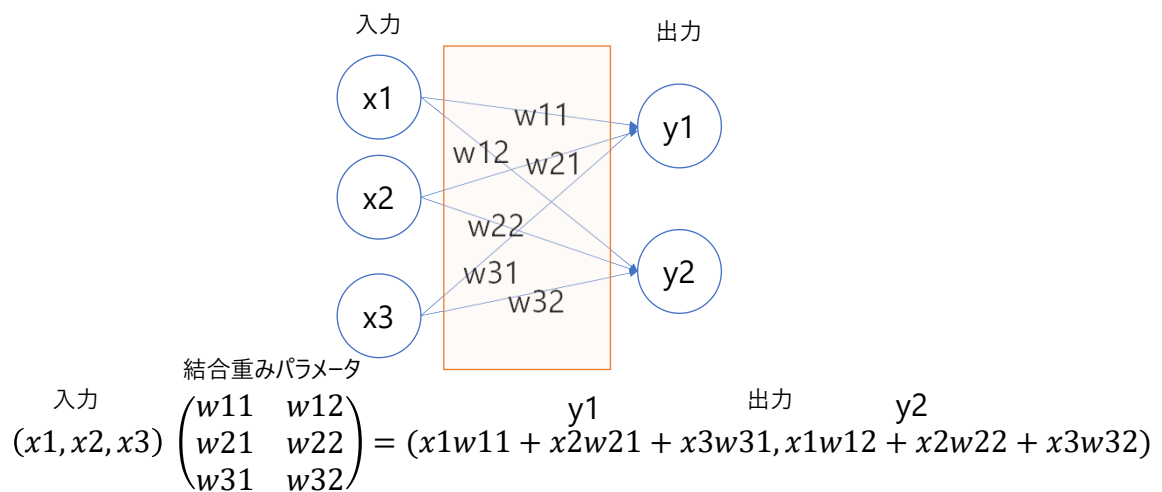 入力
出力
x1
w11
y1
w12
w21
x2
w22
w31
y2
w32
x3
結合重みパラメータ
入力
y1
出力
y2
(x1, x2, x3) (w11 w12
w21 w22
w31 w32) = (x1w11 + x2w21 + x3w31, x1w12 + x2w22 + x3w32)